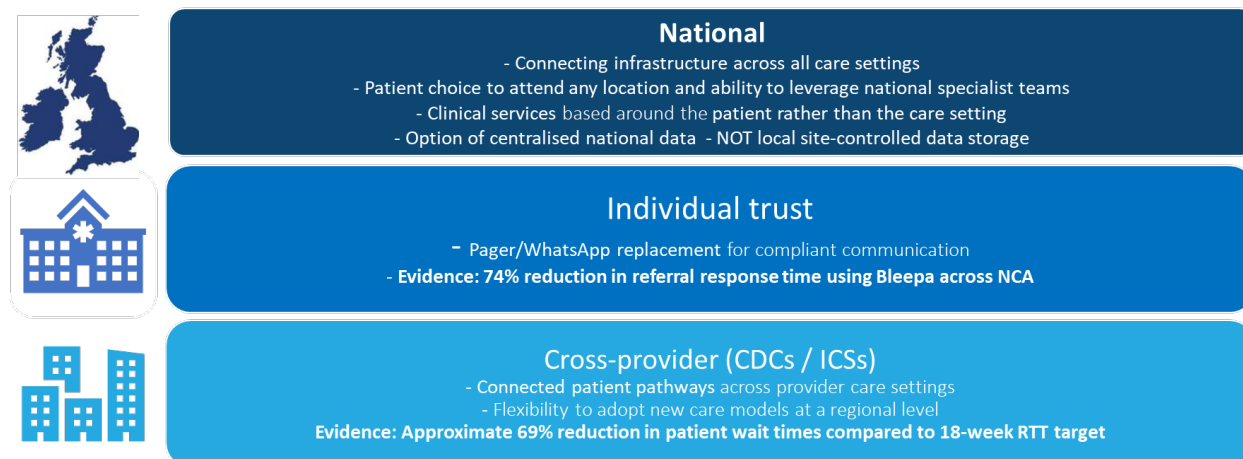 National
- Connecting infrastructure across all care settings
- Patient choice to attend any location and ability to leverage national specialist teams
- Clinical services based around the patient rather than the care setting
- Option of centralised national data - NOT local site-controlled data storage
Individual trust
- Pager/WhatsApp replacement for compliant communication
- Evidence: 74% reduction in referral response time using Bleepa across NCA
Cross-provider (CDCs / ICSs)
- Connected patient pathways across provider care settings
- Flexibility to adopt new care models at a regional level
Evidence: Approximate 69% reduction in patient wait times compared to 18-week RTT target